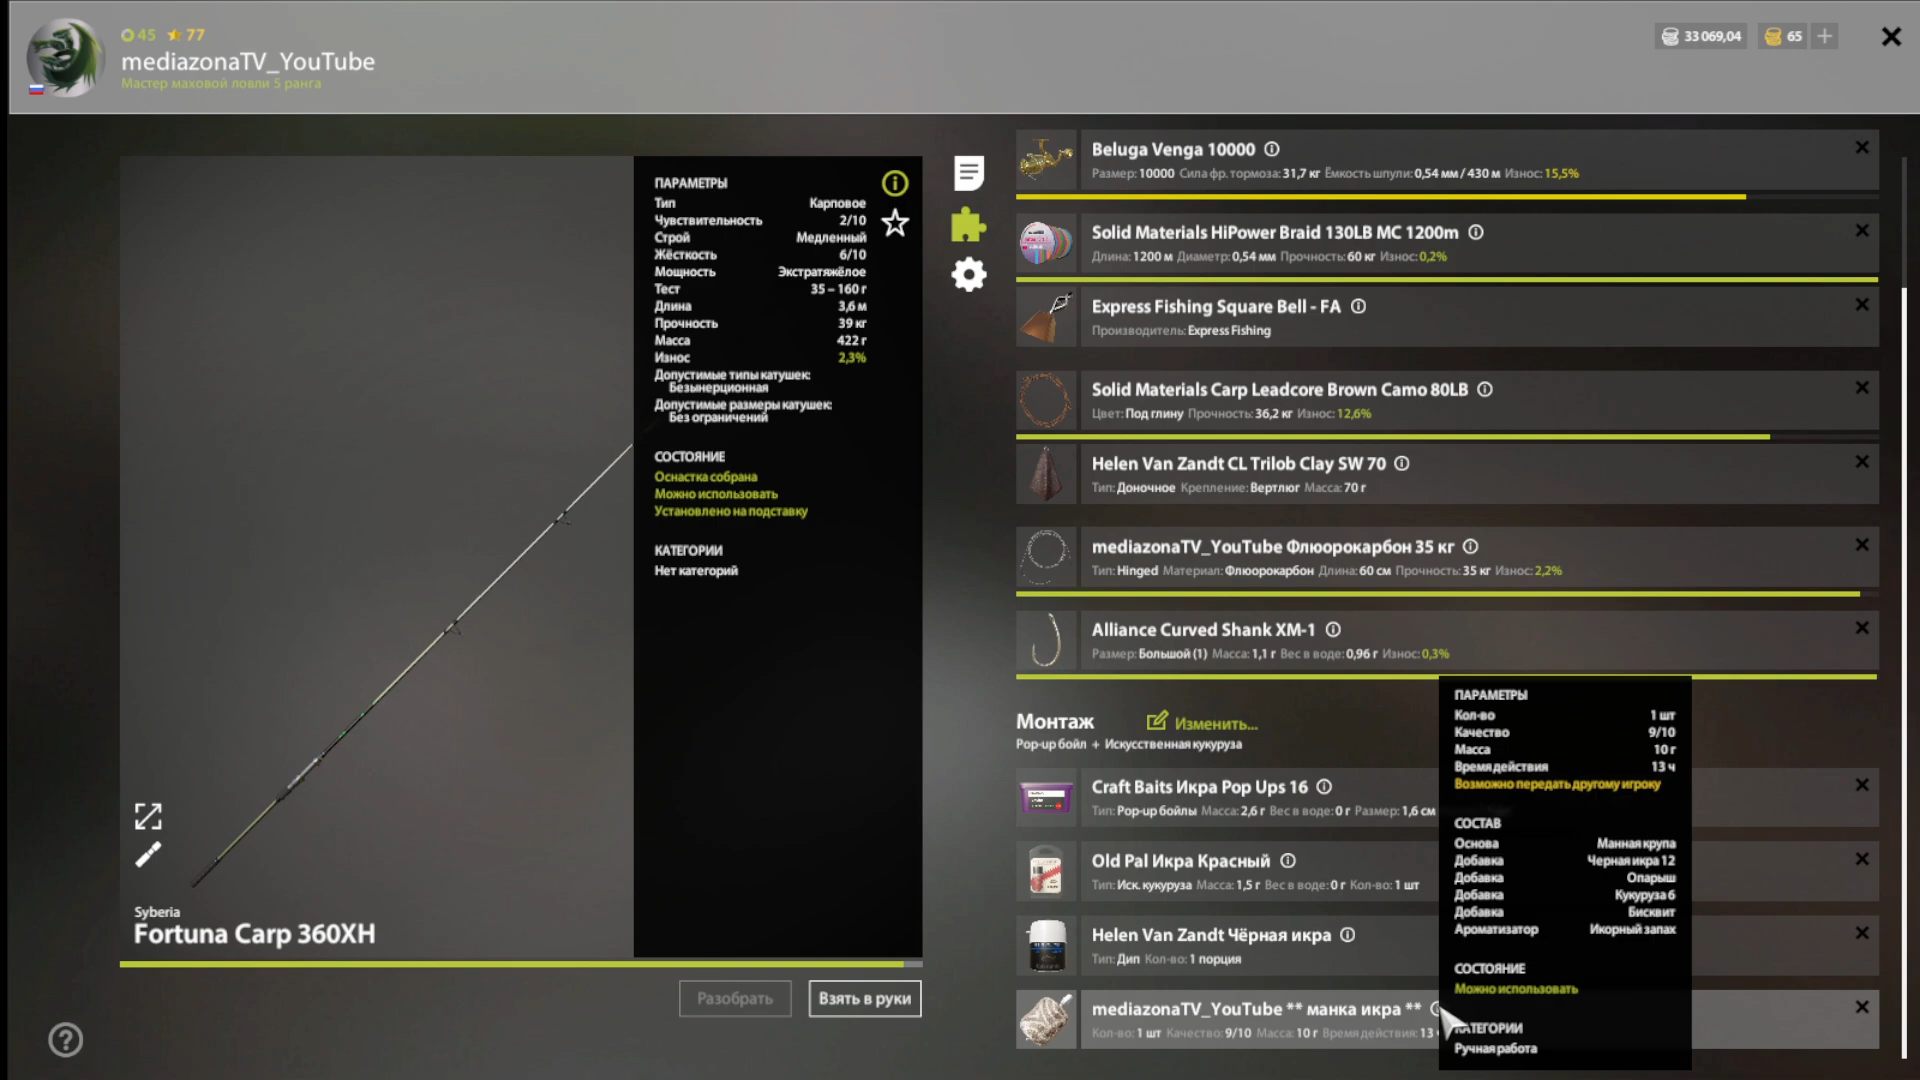 45 77
mediazonaTV_YouTube
Мастер маховой ловли 5 ранга
33 069,04 65
ПАРАМЕТРЫ
Тип Карповое
Чувствительность 2/10
Строй Медленный
Жёсткость 6/10
Мощность Экстратяжёлое
Тест 35 – 160 г
Длина 3,6 м
Прочность 39 кг
Масса 422 г
Износ 2,3%
Допустимые типы катушек:
Безынерционная
Допустимые размеры катушек:
Без ограничений
СОСТОЯНИЕ
Оснастка собрана
Можно использовать
Установлено на подставку
КАТЕГОРИИ
Нет категорий
Syberia
Fortuna Carp 360XH
Разобрать Взять в руки
Beluga Venga 10000
Размер: 10000 Сила фр. тормоза: 31,7 кг Ёмкость шпули: 0,54 мм / 430 м Износ: 15,5%
Solid Materials HiPower Braid 130LB MC 1200m
Длина: 1200 м Диаметр: 0,54 мм Прочность: 60 кг Износ: 0,2%
Express Fishing Square Bell - FA
Производитель: Express Fishing
Solid Materials Carp Leadcore Brown Camo 80LB
Цвет: Под глину Прочность: 36,2 кг Износ: 12,6%
Helen Van Zandt CL Trilob Clay SW 70
Тип: Доночное Крепление: Вертлюг Масса: 70 г
mediazonaTV_YouTube Флюорокарбон 35 кг
Тип: Hinged Материал: Флюорокарбон Длина: 60 см Прочность: 35 кг Износ: 2,2%
Alliance Curved Shank XM-1
Размер: Большой (1) Масса: 1,1 г Вес в воде: 0,96 г Износ: 0,3%
Монтаж Изменить...
Pop-up бойл + Искусственная кукуруза
Craft Baits Икра Pop Ups 16
Тип: Pop-up бойлы Масса: 2,6 г Вес в воде: 0 г Размер: 1,6 см
Old Pal Икра Красный
Тип: Иск. кукуруза Масса: 1,5 г Вес в воде: 0 г Кол-во: 1 шт
Helen Van Zandt Чёрная икра
Тип: Дип Кол-во: 1 порция
mediazonaTV_YouTube ** манка икра **
Кол-во: 1 шт Качество: 9/10 Масса: 10 г Время действия: 13
ПАРАМЕТРЫ
Кол-во 1 шт
Качество 9/10
Масса 10 г
Время действия 13 ч
Возможно передать другому игроку
СОСТАВ
Основа Манная крупа
Добавка Черная икра 12
Добавка Опарыш
Добавка Кукуруза 6
Добавка Бисквит
Ароматизатор Икорный запах
СОСТОЯНИЕ
Можно использовать
КАТЕГОРИИ
Ручная работа